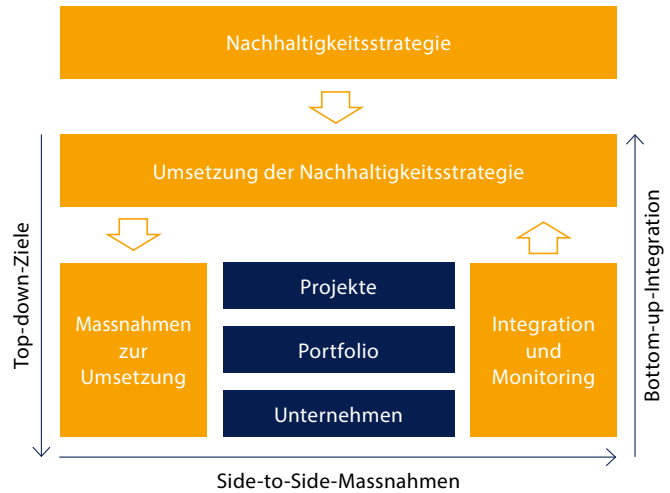 Nachhaltigkeitsstrategie
Umsetzung der Nachhaltigkeitsstrategie
Top-down-Ziele
Massnahmen
zur
Umsetzung
Projekte
Portfolio
Unternehmen
Integration
und
Monitoring
Bottom-up-Integration
Side-to-Side-Massnahmen